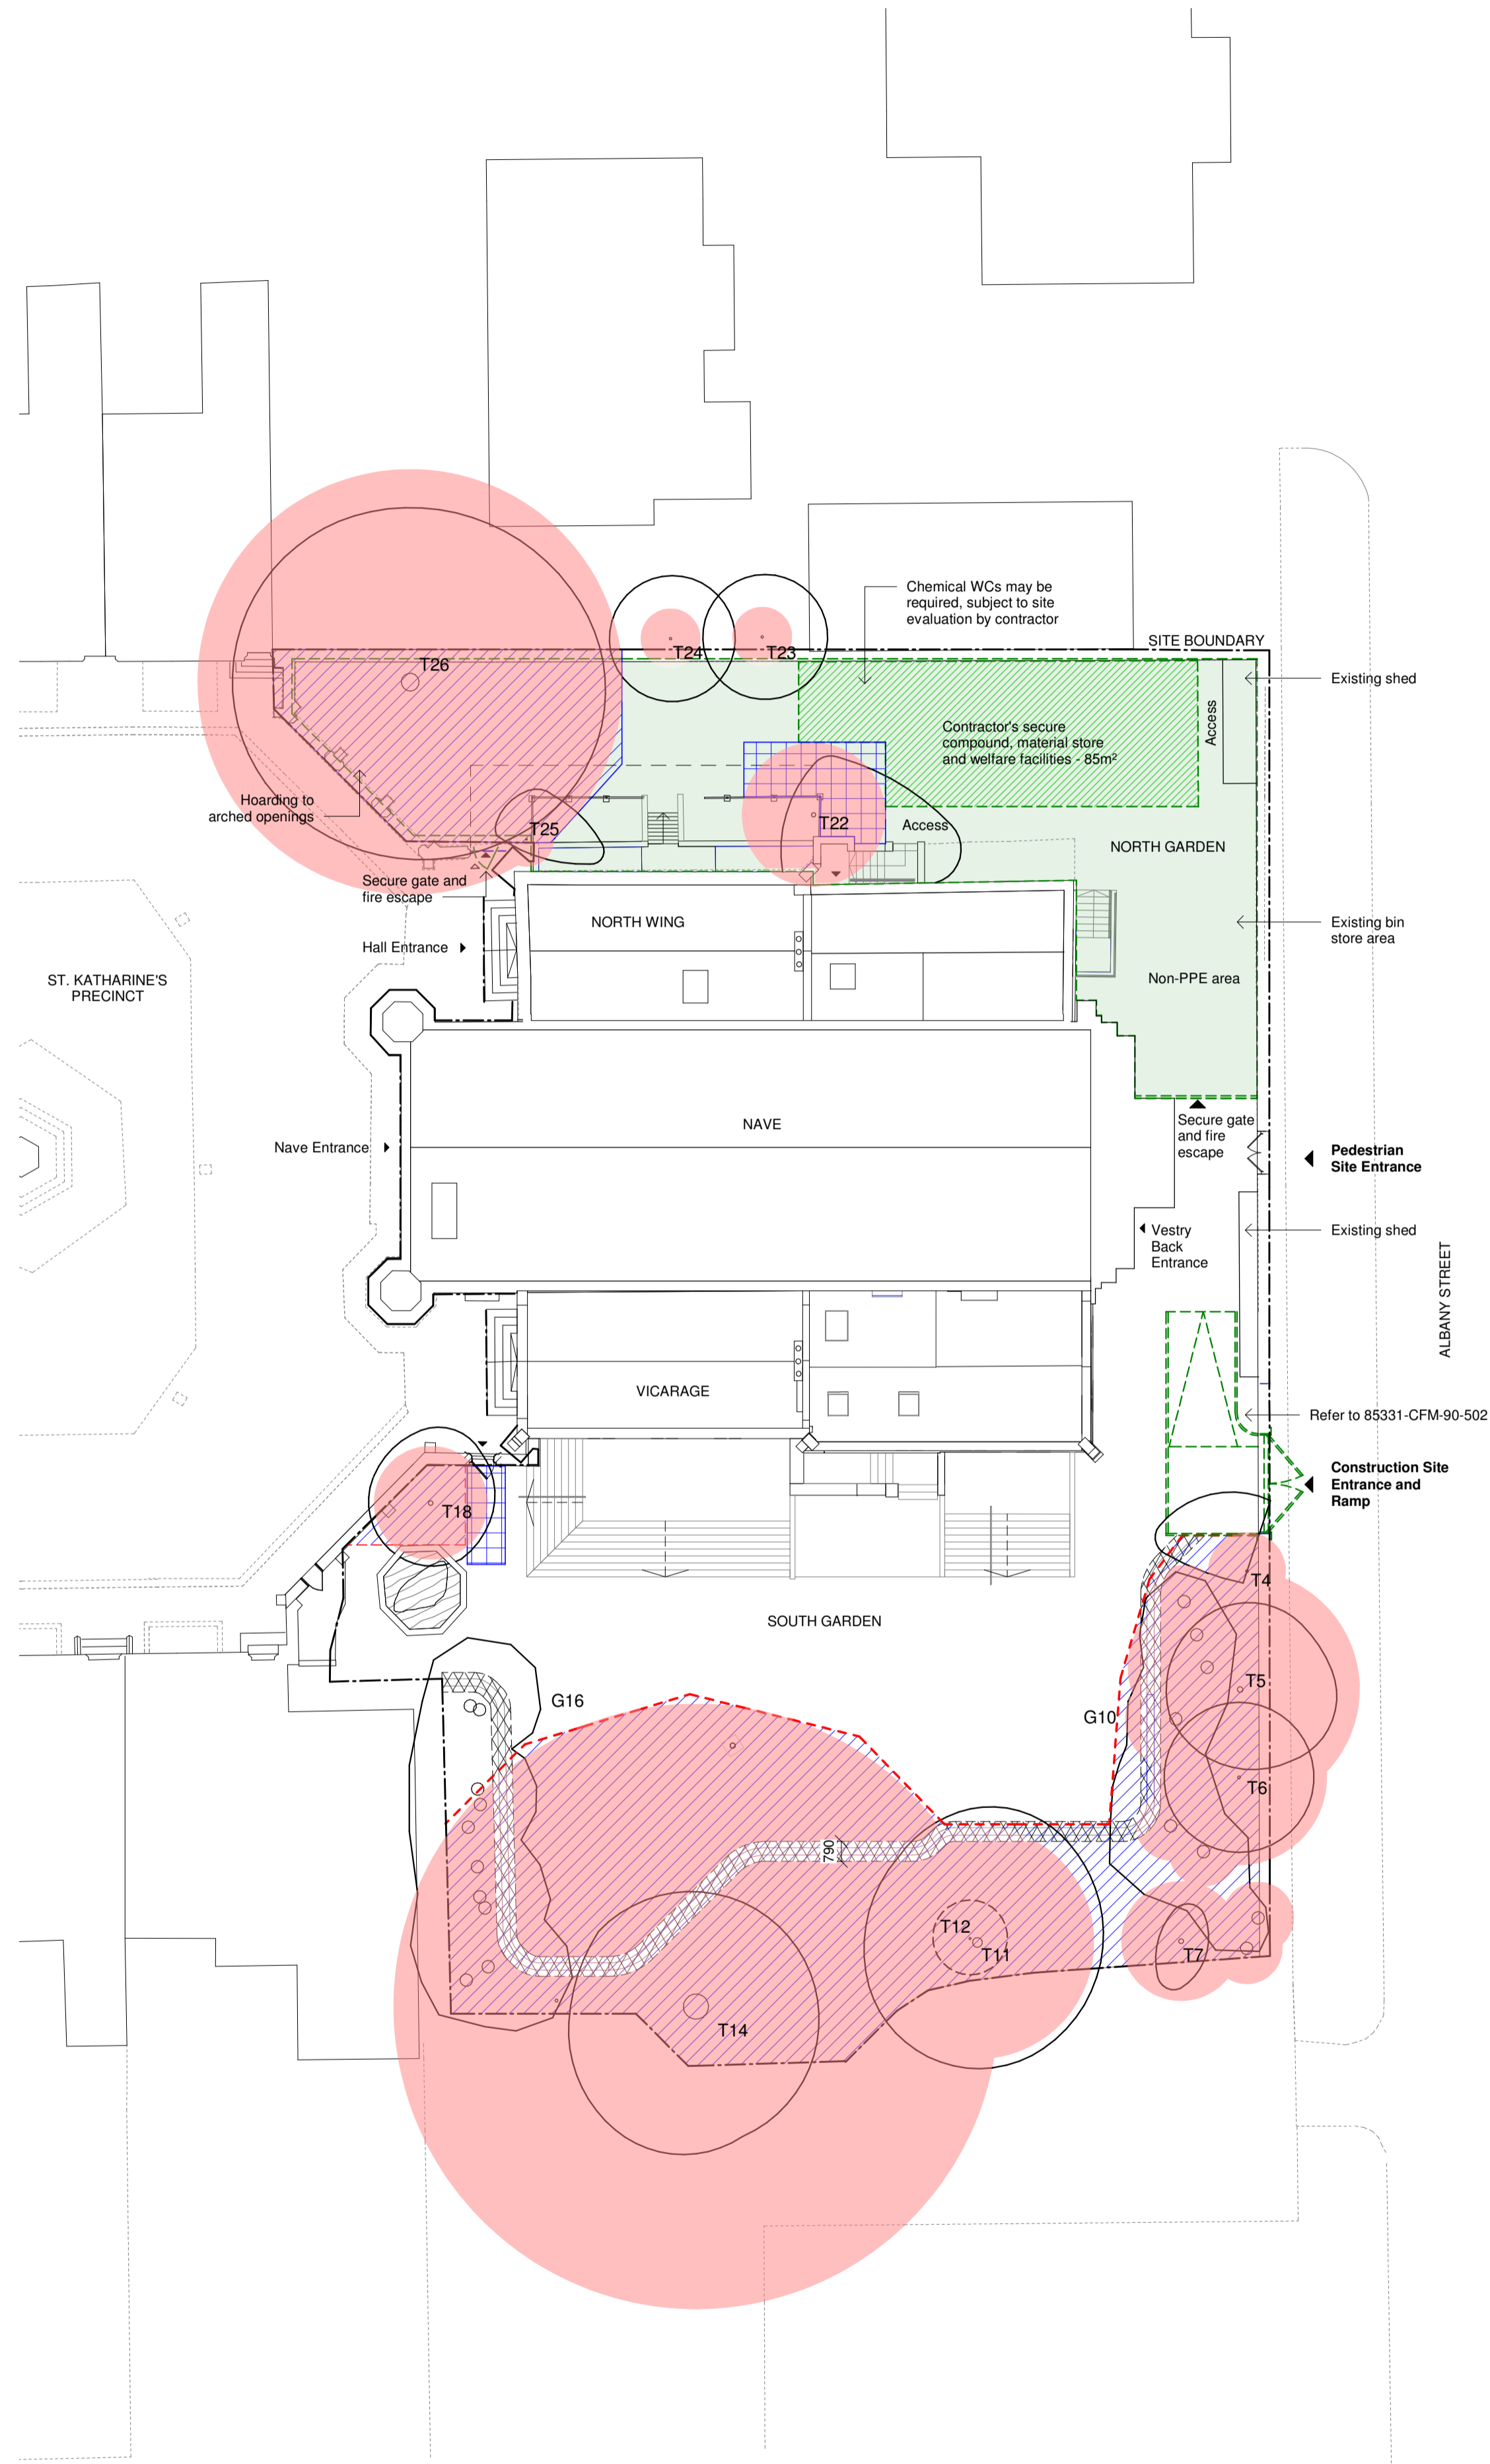 Chemical WCs may be
required, subject to site
evaluation by contractor
SITE BOUNDARY
T24
T23
T26
Existing shed
Access
Contractor's secure
compound, material store
and welfare facilities - 85m²
Hoarding to
arched openings
T25
T22
Access
NORTH GARDEN
Secure gate and
fire escape
NORTH WING
Existing bin
store area
Hall Entrance
Non-PPE area
ST. KATHARINE'S
PRECINCT
NAVE
Nave Entrance
Secure gate
and fire
escape
Pedestrian
Site Entrance
Vestry
Back
Entrance
Existing shed
ALBANY STREET
VICARAGE
Refer to 85331-CFM-90-502
Construction Site
Entrance and
Ramp
T18
T4
SOUTH GARDEN
T5
G16
G10
T6
790
T12
T11
T7
T14